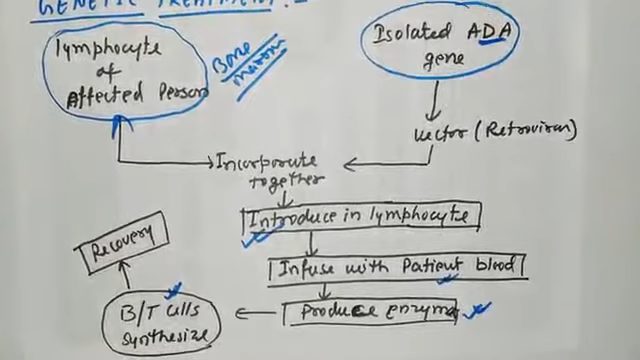 GENETIC TREATMENT:-
lymphocyte
of
Affected Person
Bone
marrow
Isolated ADA
gene
Vector (Retrovirus)
Incorporate
together
Introduce in lymphocyte
Infuse with Patient blood
Produce enzyme
B/T Cells
synthesize
Recovery